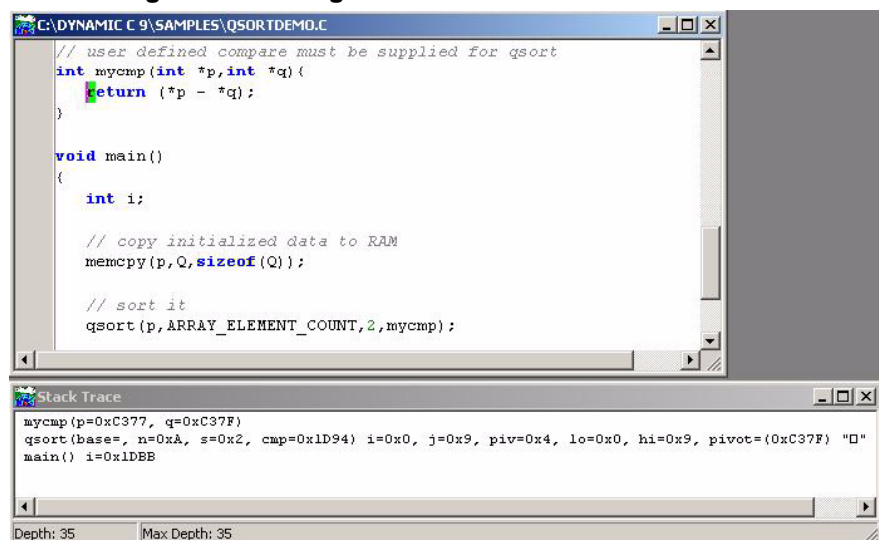 C:\DYNAMIC C 9\SAMPLES\QSORTDEMO.C
// user defined compare must be supplied for qsort
int mycmp(int *p,int *q){
return (*p - *q);
}
void main()
{
int i;
// copy initialized data to RAM
memcpy(p,Q,sizeof(Q));
// sort it
qsort(p,ARRAY_ELEMENT_COUNT,2,mycmp);
Stack Trace
mycmp(p=0xC377, q=0xC37F)
qsort(base=, n=0xA, s=0x2, cmp=0x1D94) i=0x0, j=0x9, piv=0x4, lo=0x0, hi=0x9, pivot=(0xC37F) "□"
main() i=0x1DBB
Depth: 35
Max Depth: 35